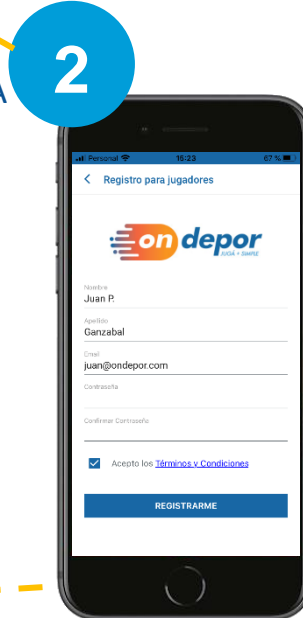 2
A
Personal 15:23 67 %
Registro para jugadores
on depor
JUGÁ + SIMPLE
Nombre
Juan P.
Apellido
Ganzabal
Email
juan@ondepor.com
Contraseña
Confirmar Contraseña
Acepto los Términos y Condiciones
REGISTRARME